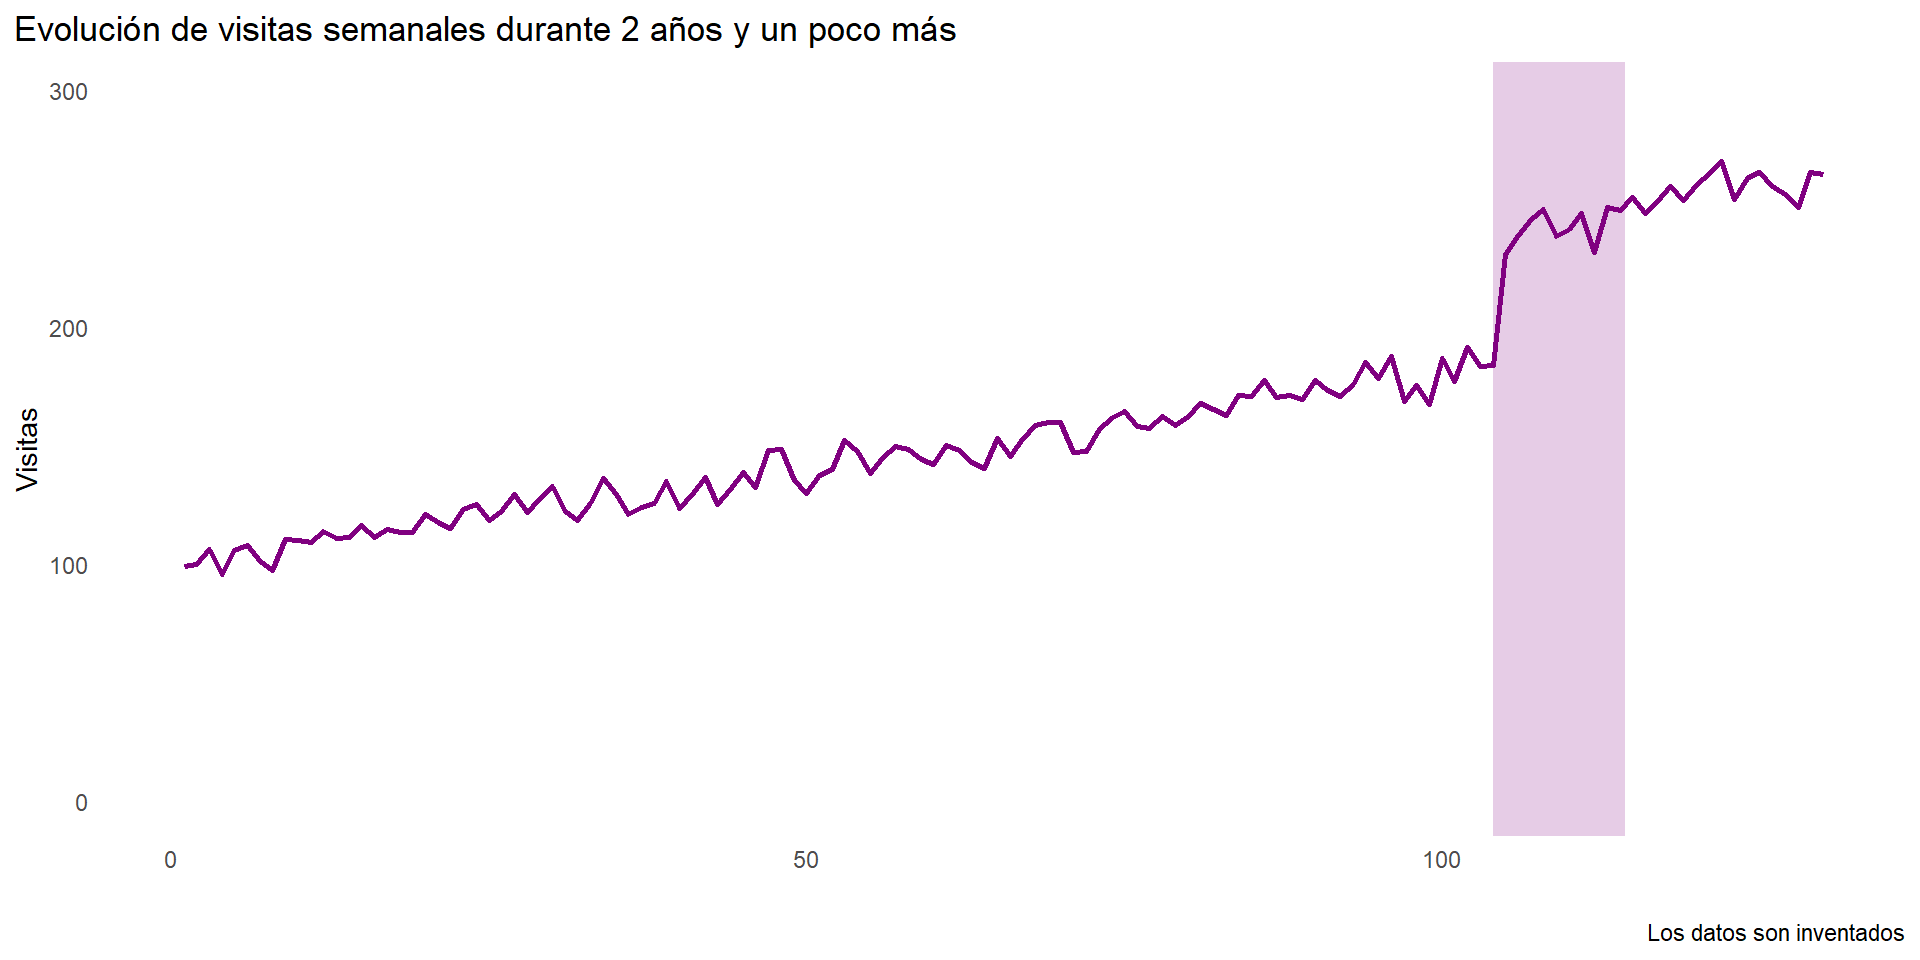 Evolución de visitas semanales durante 2 años y un poco más
300
200
100
0
Visitas
0 50 100
Los datos son inventados